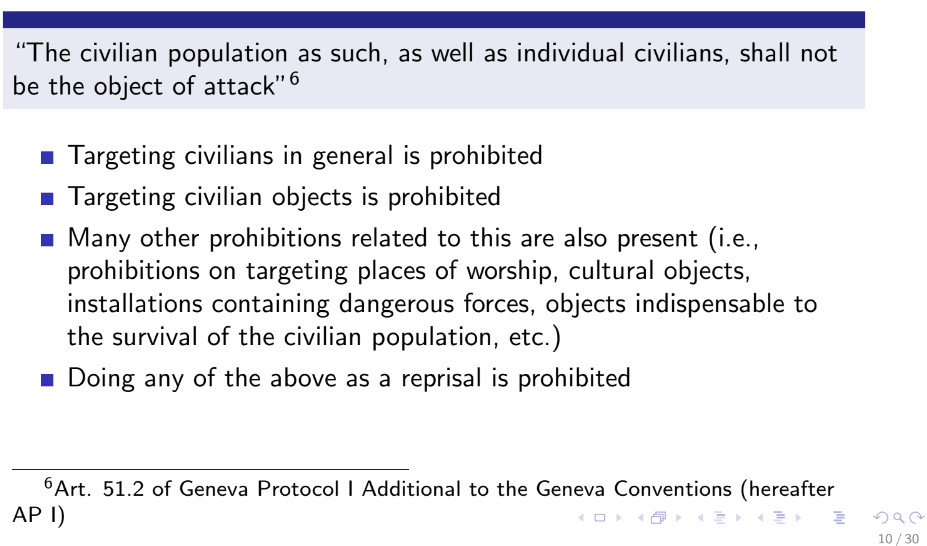 “The civilian population as such, as well as individual civilians, shall not
be the object of attack”6
Targeting civilians in general is prohibited
Targeting civilian objects is prohibited
Many other prohibitions related to this are also present (i.e.,
prohibitions on targeting places of worship, cultural objects,
installations containing dangerous forces, objects indispensable to
the survival of the civilian population, etc.)
Doing any of the above as a reprisal is prohibited
6Art. 51.2 of Geneva Protocol I Additional to the Geneva Conventions (hereafter
AP I)
10 / 30